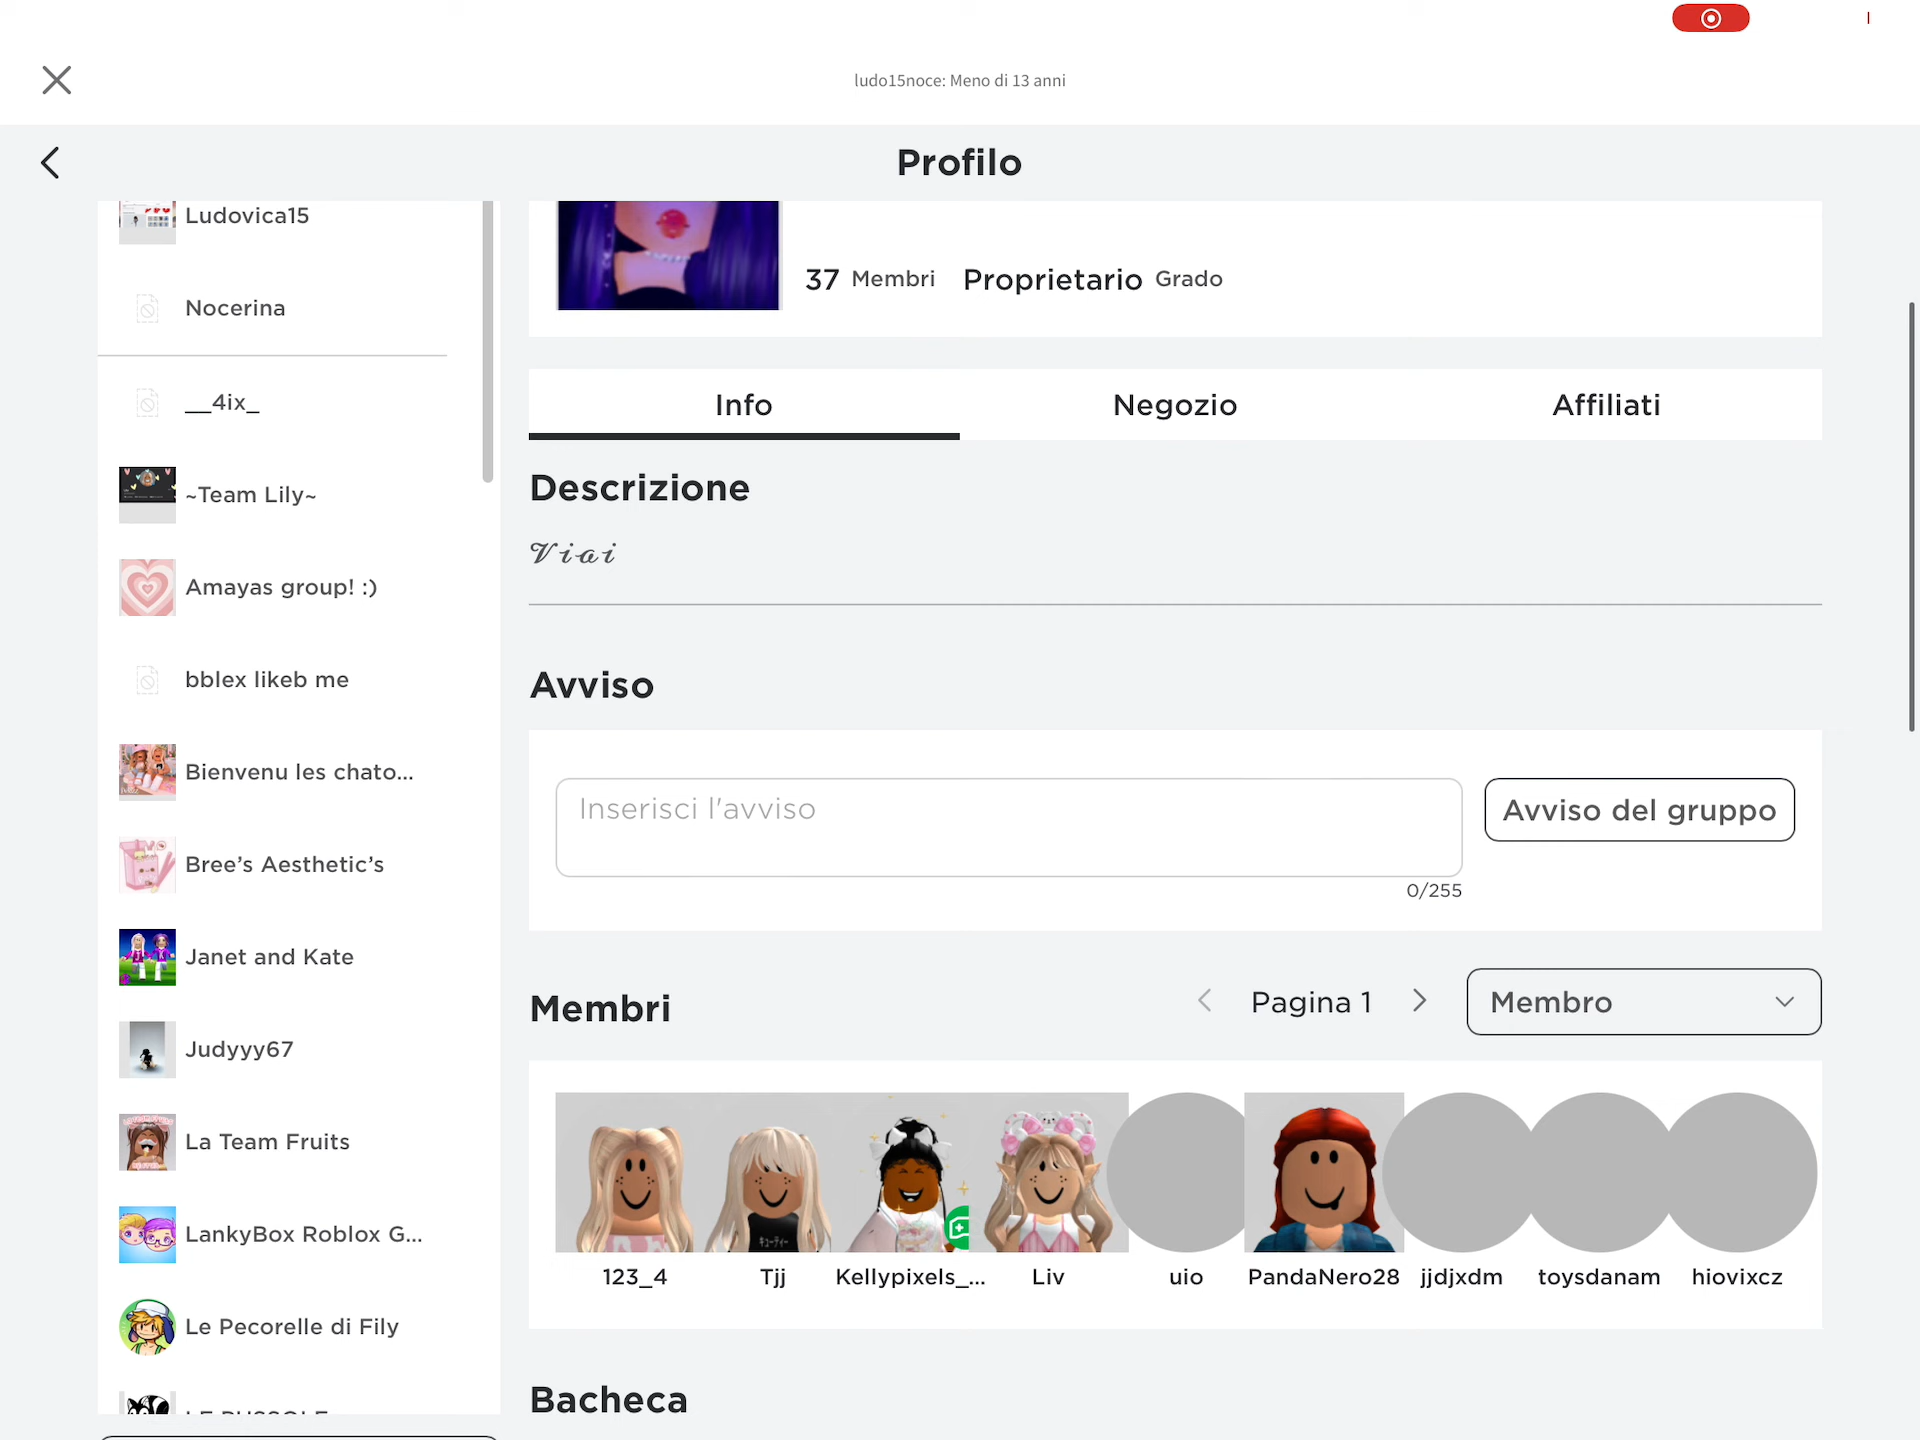 ludo15noce: Meno di 13 anni
Profilo
Ludovica15
Nocerina
__4ix_
~Team Lily~
Amayas group! :)
bblex likeb me
Bienvenu les chato...
Bree’s Aesthetic’s
Janet and Kate
Judyyy67
La Team Fruits
LankyBox Roblox G...
Le Pecorelle di Fily
37 Membri Proprietario Grado
Info Negozio Affiliati
Descrizione
𝓥𝓲𝓸𝓲
Avviso
Inserisci l'avviso
Avviso del gruppo
0/255
Membri
Pagina 1
Membro
123_4 Tjj Kellypixels_... Liv uio PandaNero28 jjdjxdm toysdanam hiovixcz
Bacheca